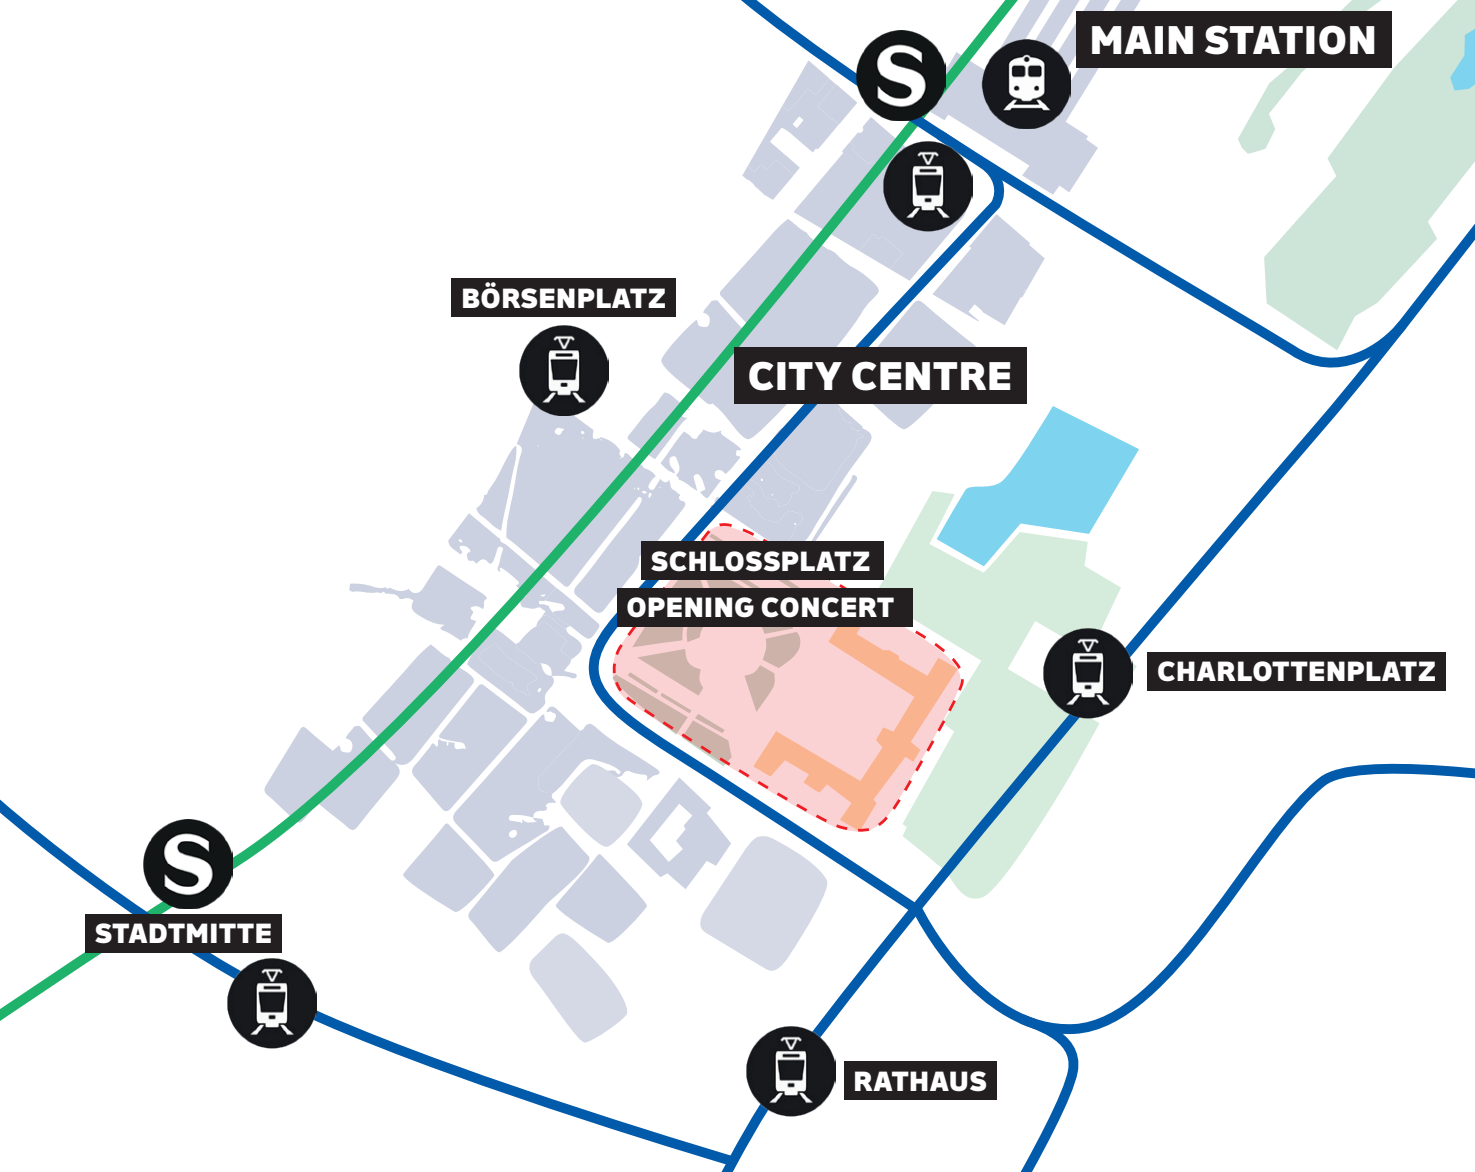 MAIN STATION
S
BÖRSENPLATZ
CITY CENTRE
SCHLOSSPLATZ
OPENING CONCERT
CHARLOTTENPLATZ
S
STADTMITTE
RATHAUS